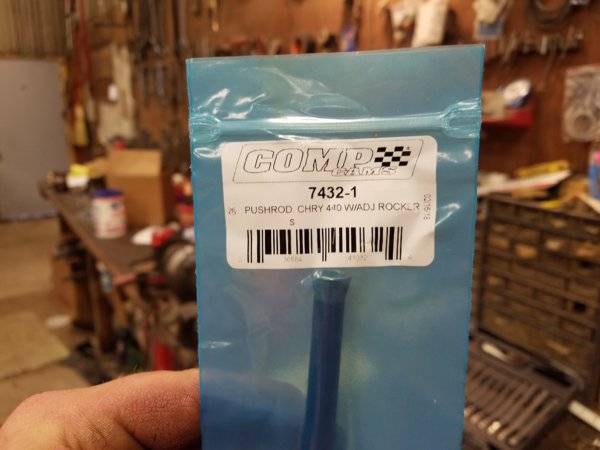 COMP
CAMS
7432-1
PUSHROD, CHRY 440 W/ADJ ROCKER
S